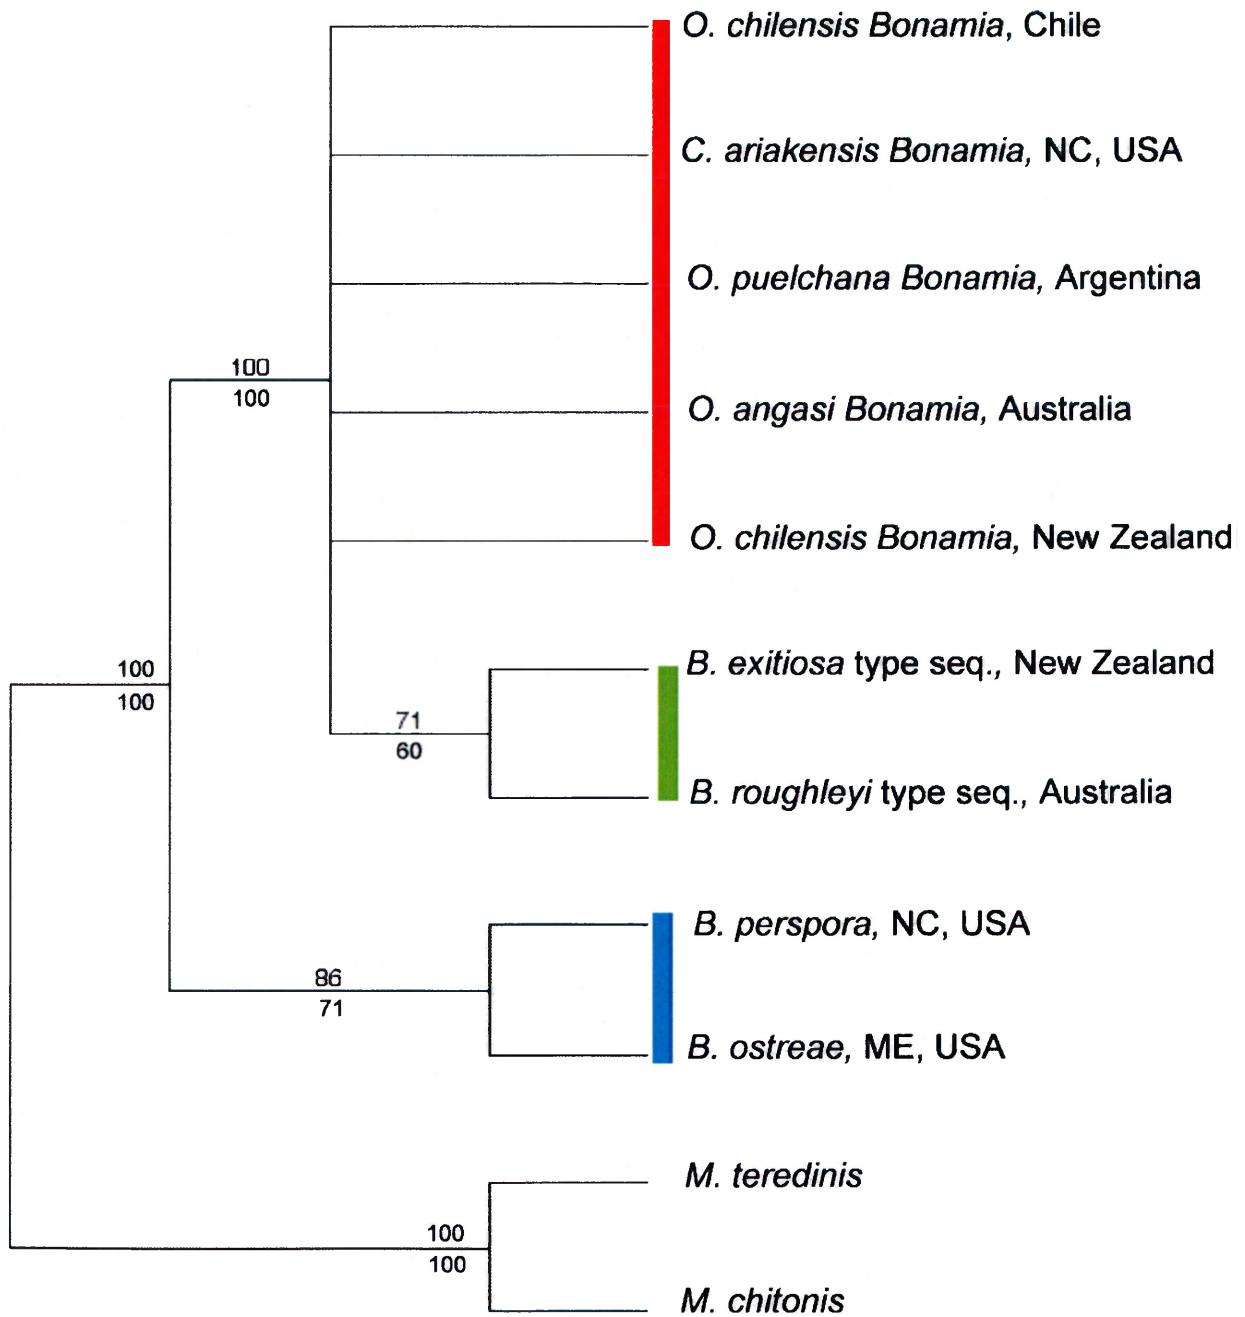 O. chilensis Bonamia, Chile
C. ariakensis Bonamia, NC, USA
O. puelchana Bonamia, Argentina
100
100
O. angasi Bonamia, Australia
O. chilensis Bonamia, New Zealand
B. exitiosa type seq., New Zealand
100
100
71
60
B. roughleyi type seq., Australia
B. perspora, NC, USA
86
71
B. ostreae, ME, USA
M. teredinis
100
100
M. chitonis